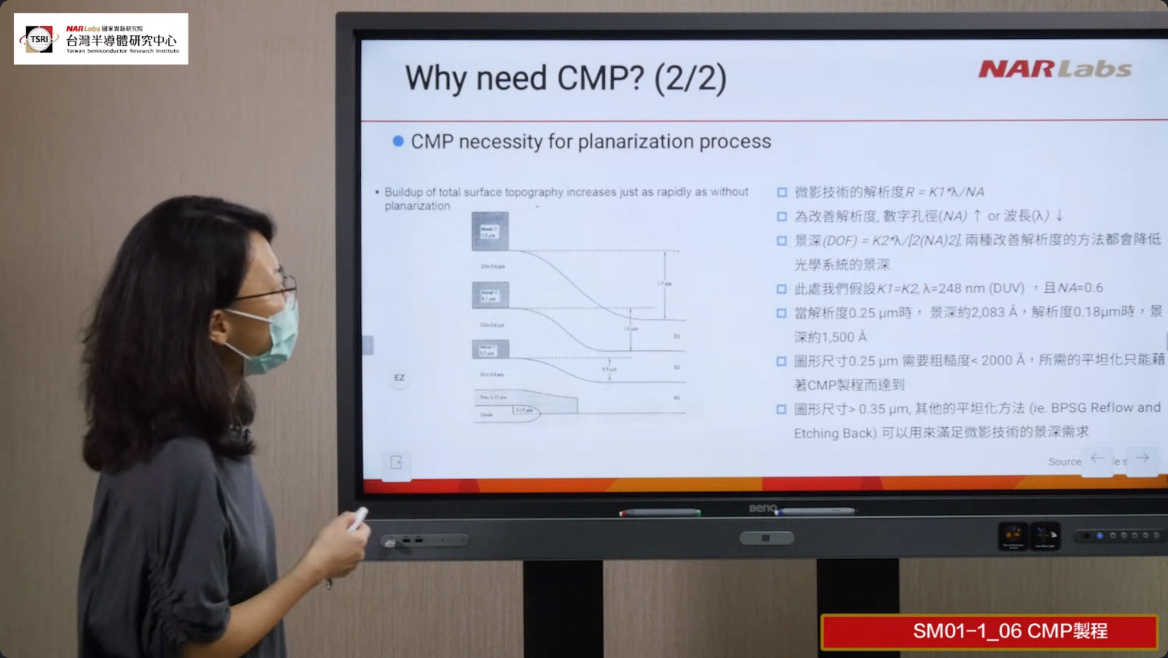 TSRI
NARLabs 國家實驗研究院
台灣半導體研究中心
Taiwan Semiconductor Research Institute
Why need CMP? (2/2)
NARLabs
CMP necessity for planarization process
Buildup of total surface topography increases just as rapidly as without
planarization
微影技術的解析度R = K1*λ/NA
為改善解析度, 數字孔徑(NA) ↑ or 波長(λ) ↓
景深(DOF) = K2*λ/[2(NA)2], 兩種改善解析度的方法都會降低
光學系統的景深
此處我們假設K1=K2, λ=248 nm (DUV) ，且NA=0.6
當解析度0.25 μm時， 景深約2,083 Å，解析度0.18μm時，景
深約1,500 Å
圖形尺寸0.25 μm 需要粗糙度< 2000 Å，所需的平坦化只能藉
著CMP製程而達到
圖形尺寸> 0.35 μm, 其他的平坦化方法 (ie. BPSG Reflow and
Etching Back) 可以用來滿足微影技術的景深需求
EZ
Source
BenQ
SM01-1_06 CMP製程